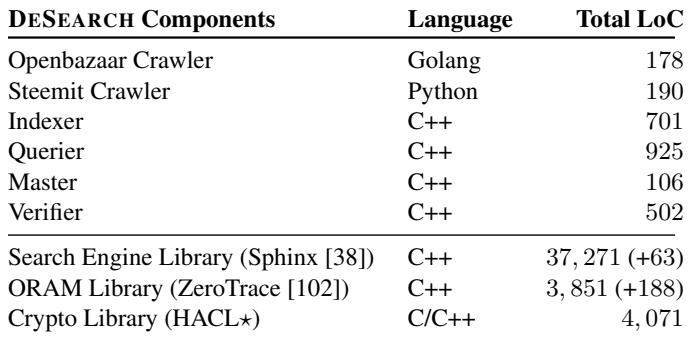 DESEARCH Components Language Total LoC
Openbazaar Crawler Golang 178
Steemit Crawler Python 190
Indexer C++ 701
Querier C++ 925
Master C++ 106
Verifier C++ 502
Search Engine Library (Sphinx [38]) C++ 37, 271 (+63)
ORAM Library (ZeroTrace [102]) C++ 3, 851 (+188)
Crypto Library (HACL⋆) C/C++ 4, 071